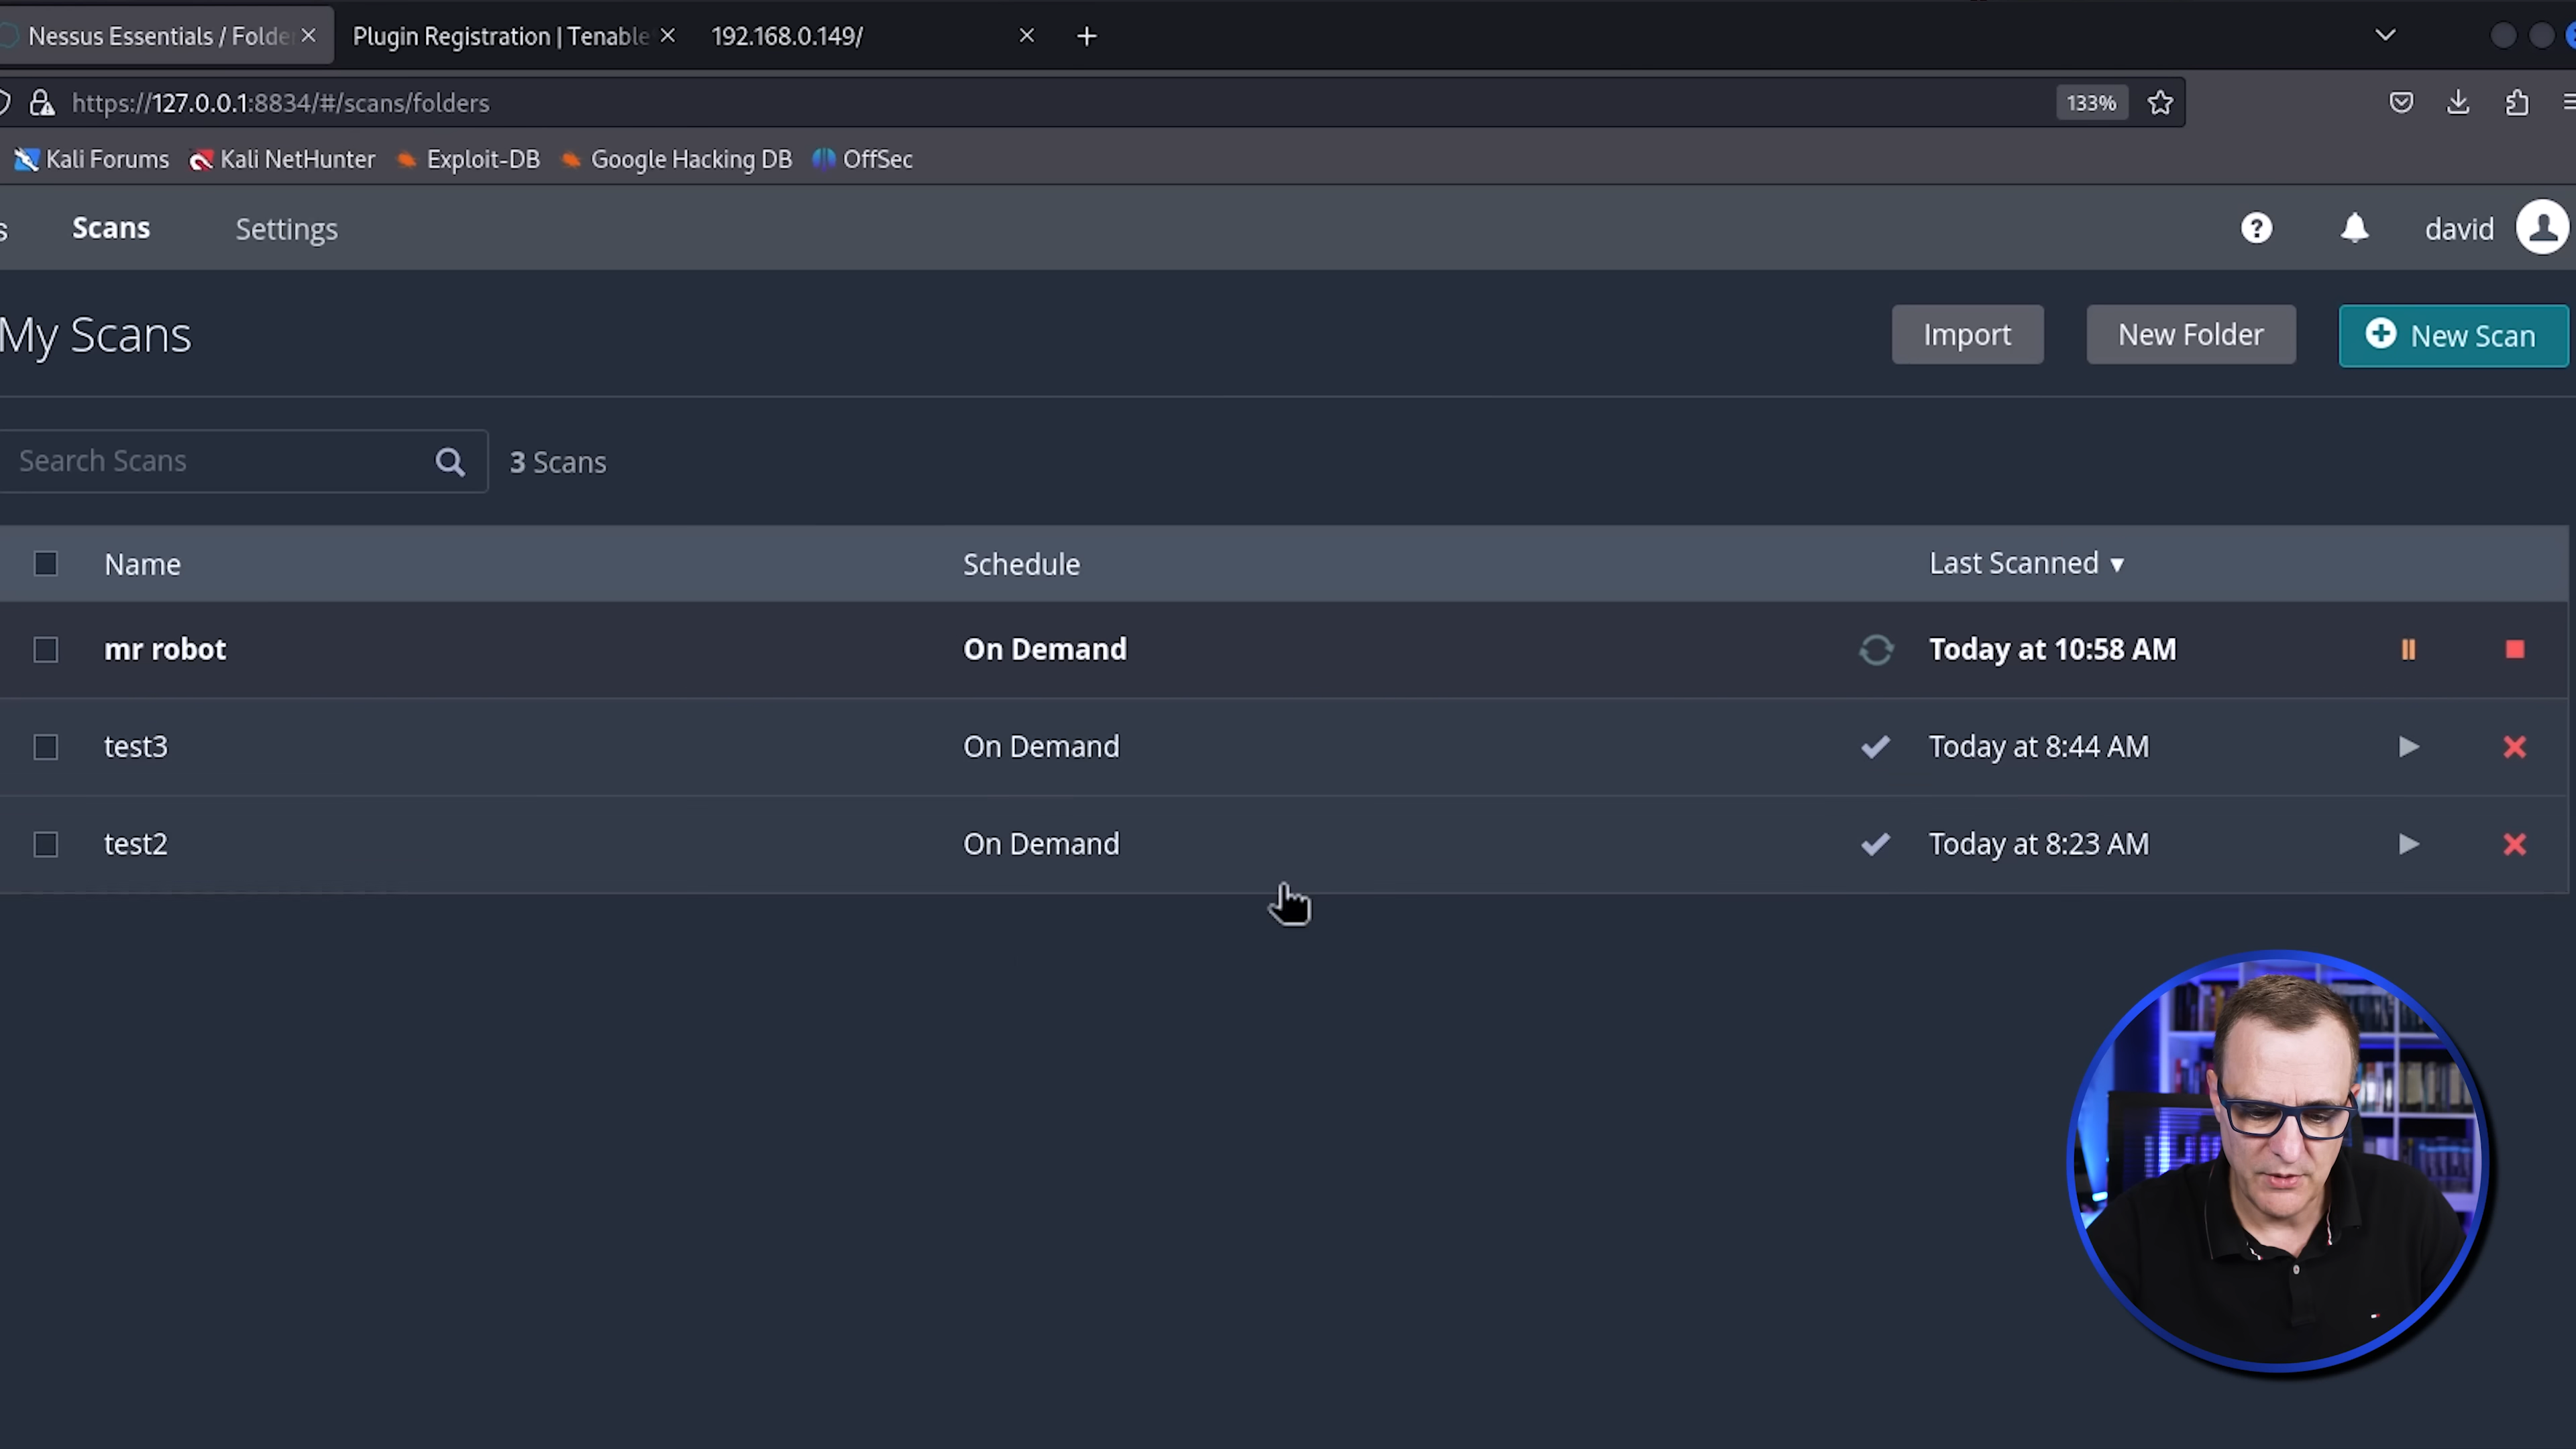 Nessus Essentials / Folde
Plugin Registration | Tenable
192.168.0.149/
https://127.0.0.1:8834/#/scans/folders
133%
Kali Forums
Kali NetHunter
Exploit-DB
Google Hacking DB
OffSec
s
Scans
Settings
?
david
My Scans
Import
New Folder
New Scan
Search Scans
3 Scans
Name
Schedule
Last Scanned ▼
mr robot
On Demand
Today at 10:58 AM
test3
On Demand
Today at 8:44 AM
test2
On Demand
Today at 8:23 AM